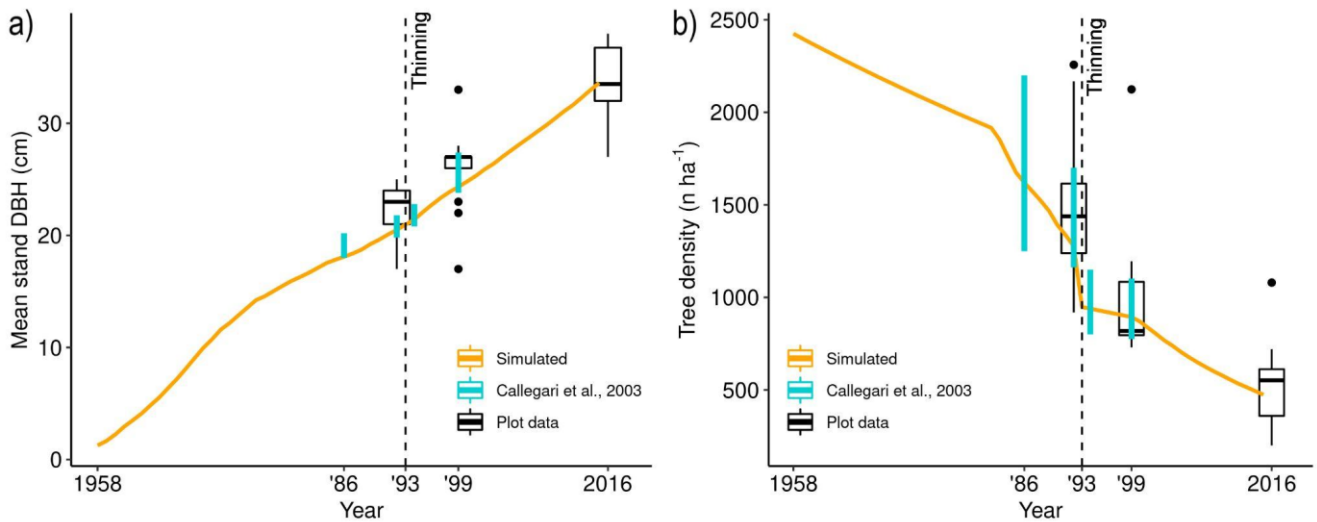 a)
Mean stand DBH (cm)
30
20
10
0
Thinning
Simulated
Callegari et al., 2003
Plot data
1958
'86
'93
'99
2016
Year
b)
Tree density (n ha⁻¹)
2500
2000
1500
1000
500
Thinning
Simulated
Callegari et al., 2003
Plot data
1958
'86
'93
'99
2016
Year